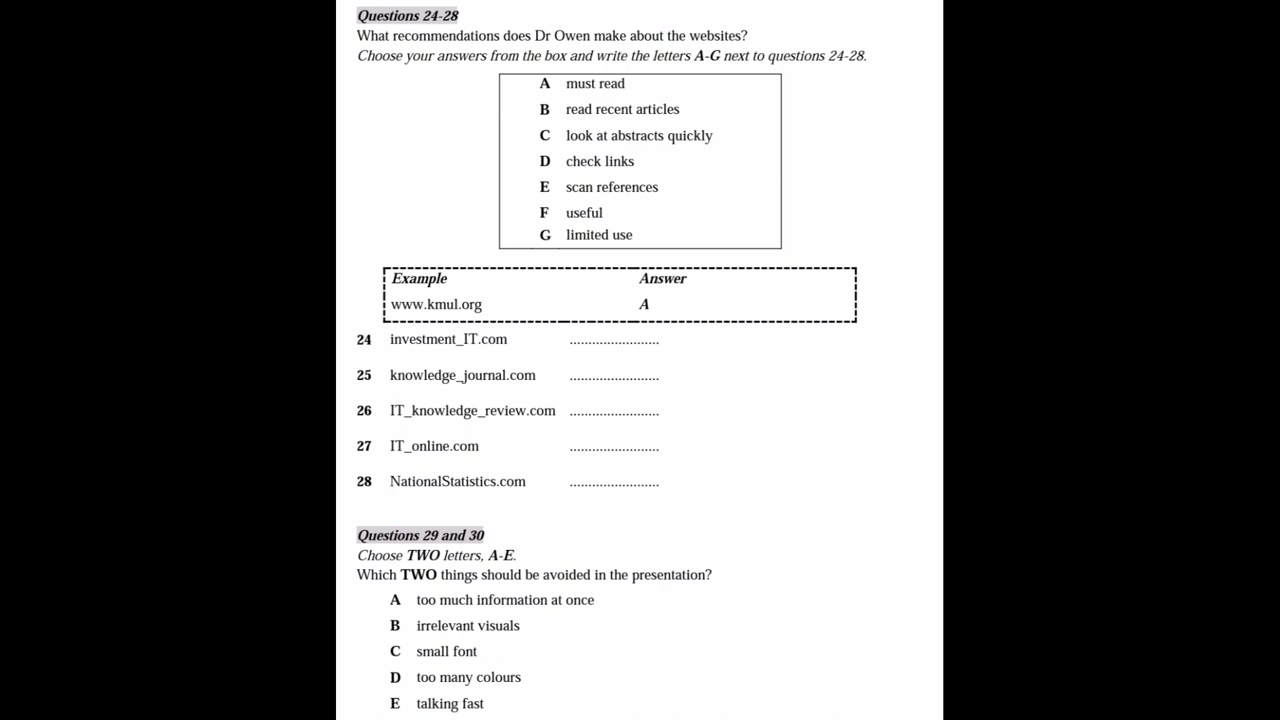 Questions 24-28
What recommendations does Dr Owen make about the websites?
Choose your answers from the box and write the letters A-G next to questions 24-28.
A must read
B read recent articles
C look at abstracts quickly
D check links
E scan references
F useful
G limited use
Example Answer
www.kmul.org A
24 investment_IT.com ........................
25 knowledge_journal.com ........................
26 IT_knowledge_review.com ........................
27 IT_online.com ........................
28 NationalStatistics.com ........................
Questions 29 and 30
Choose TWO letters, A-E.
Which TWO things should be avoided in the presentation?
A too much information at once
B irrelevant visuals
C small font
D too many colours
E talking fast